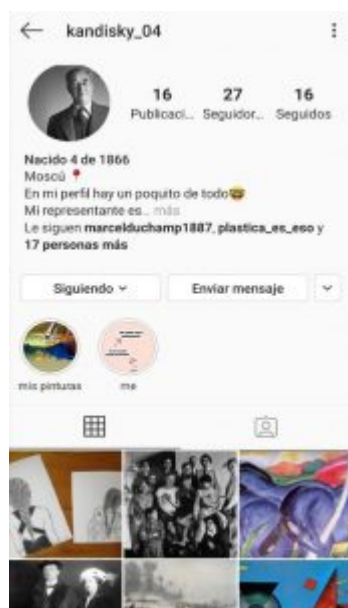 kandisky_04
16 27 16
Publicaci... Seguidor... Seguidos
Nacido 4 de 1866
Moscú📍
En mi perfil hay un poquito de todo🤓
Mi representante es... más
Le siguen marcelduchamp1887, plastica_es_eso y
17 personas más
Siguiendo Enviar mensaje
mis pinturas me